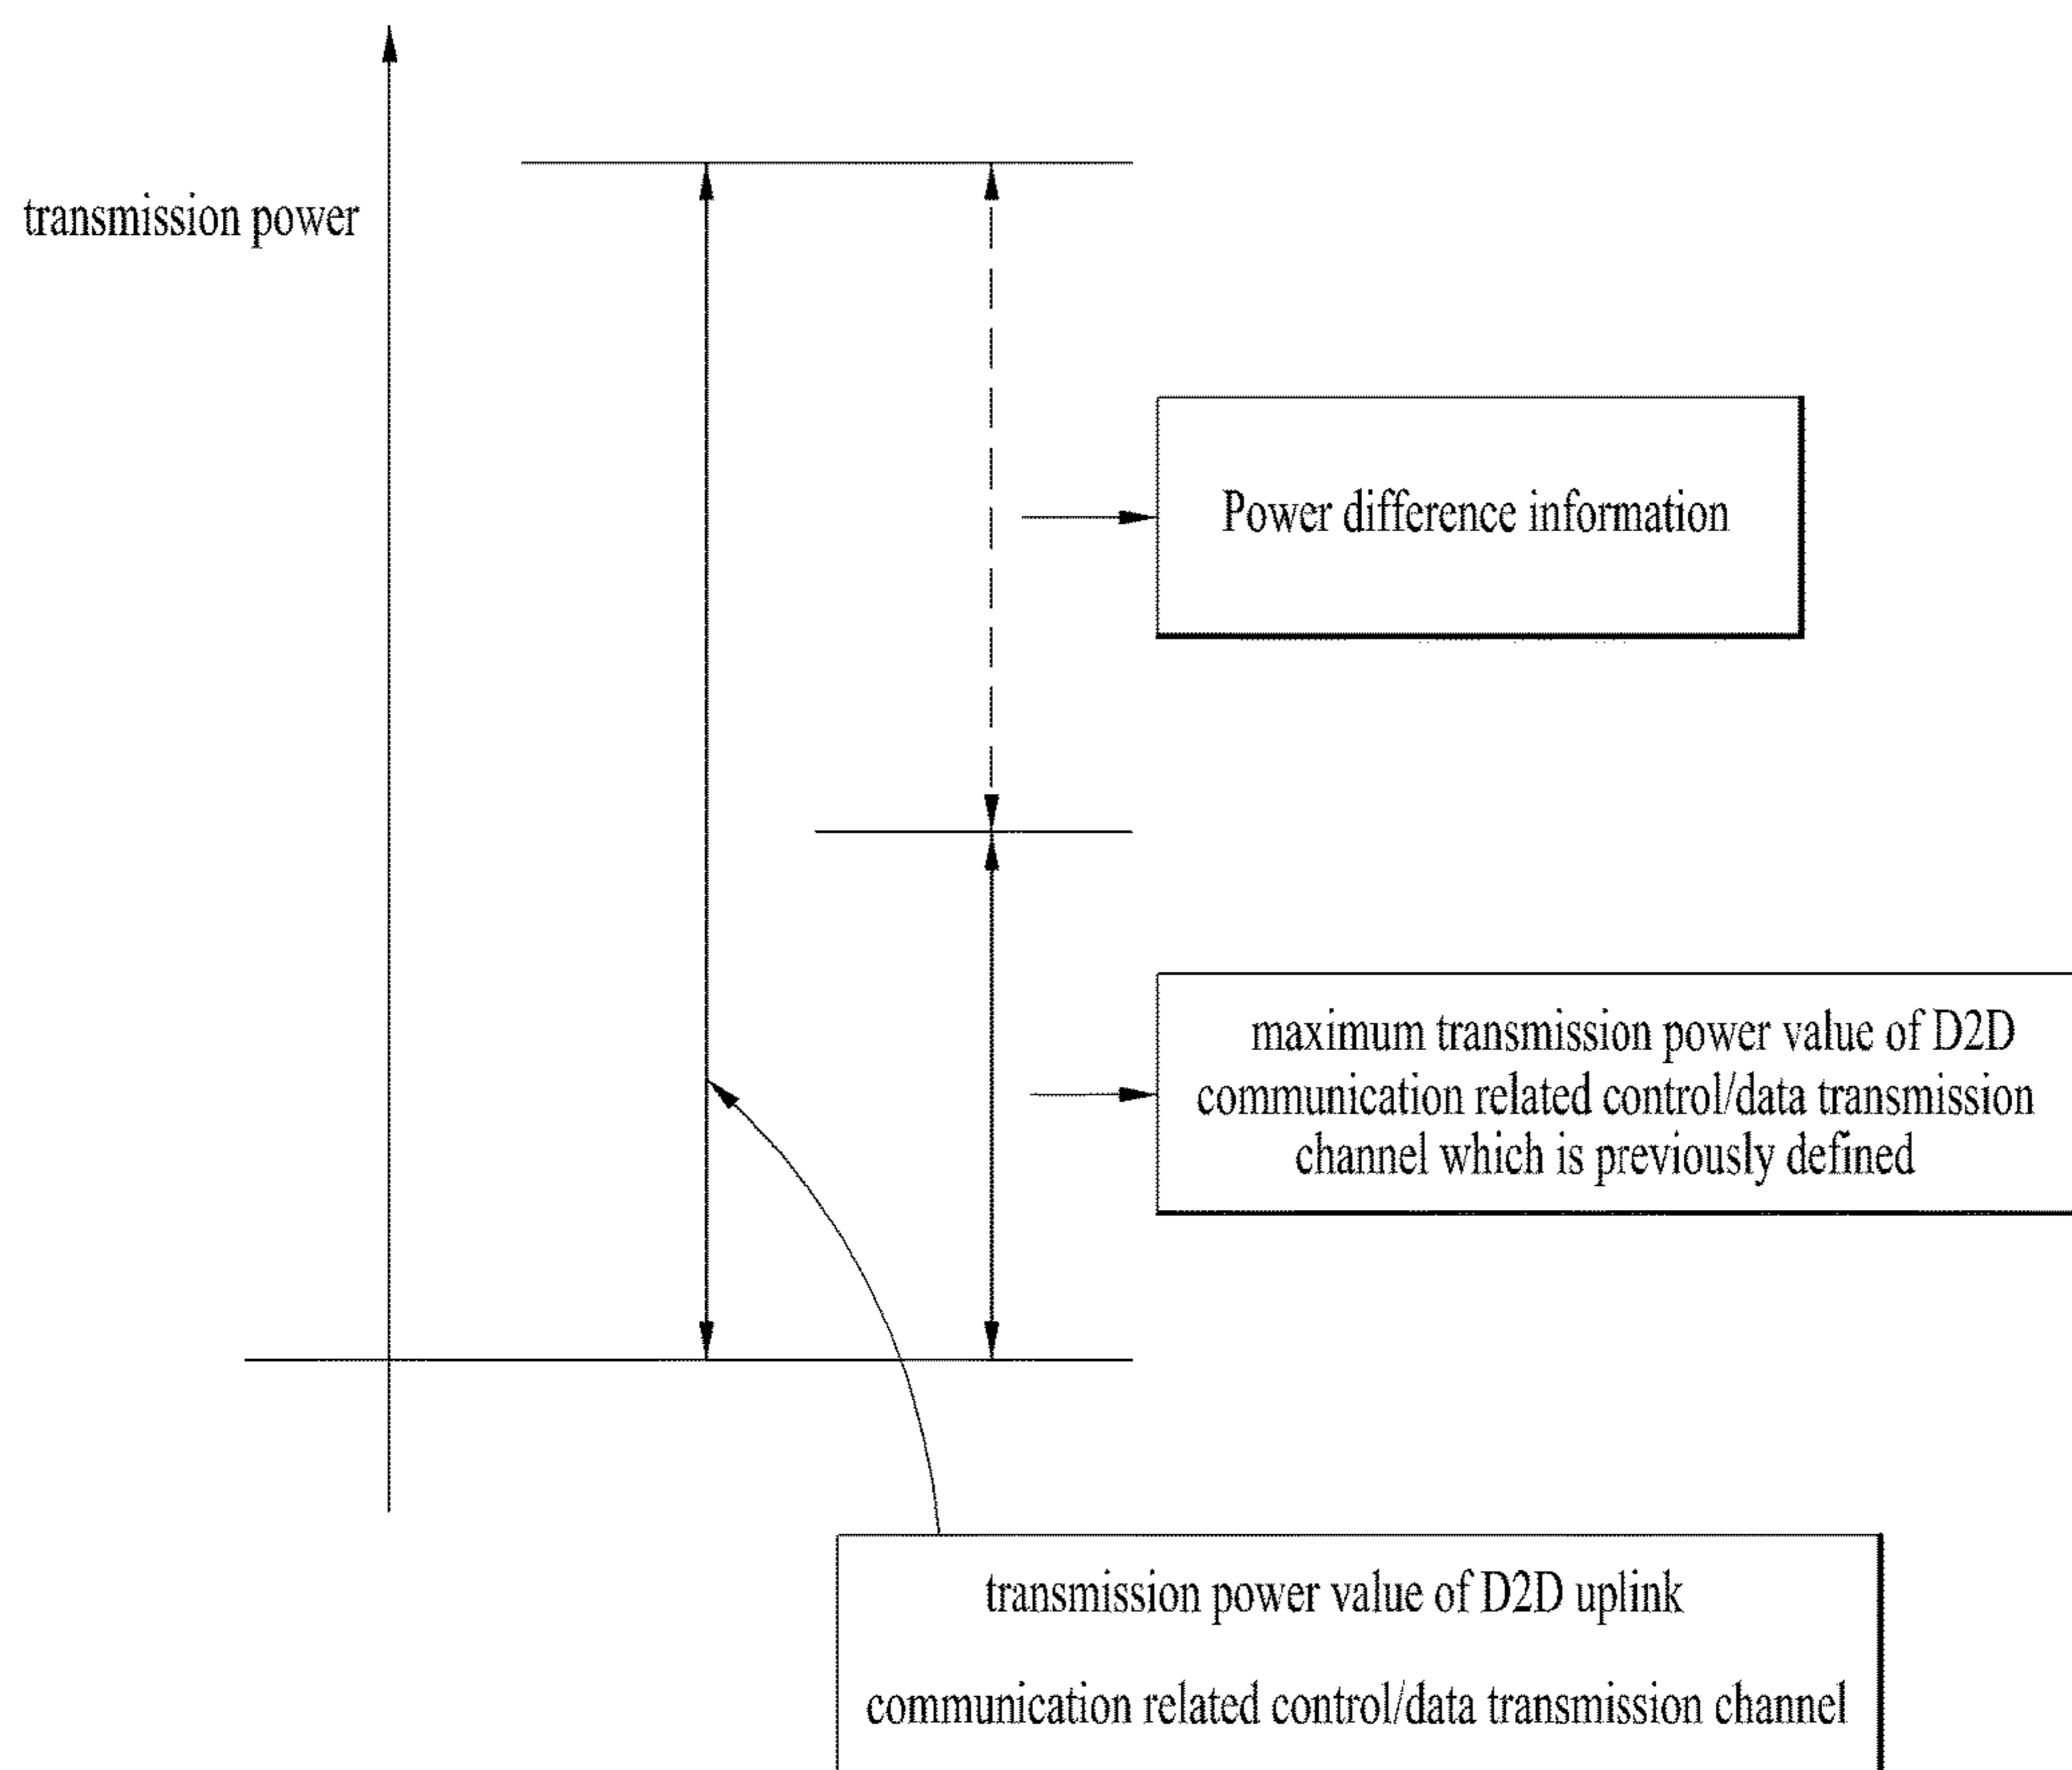 transmission power
Power difference information
maximum transmission power value of D2D
communication related control/data transmission
channel which is previously defined
transmission power value of D2D uplink
communication related control/data transmission channel